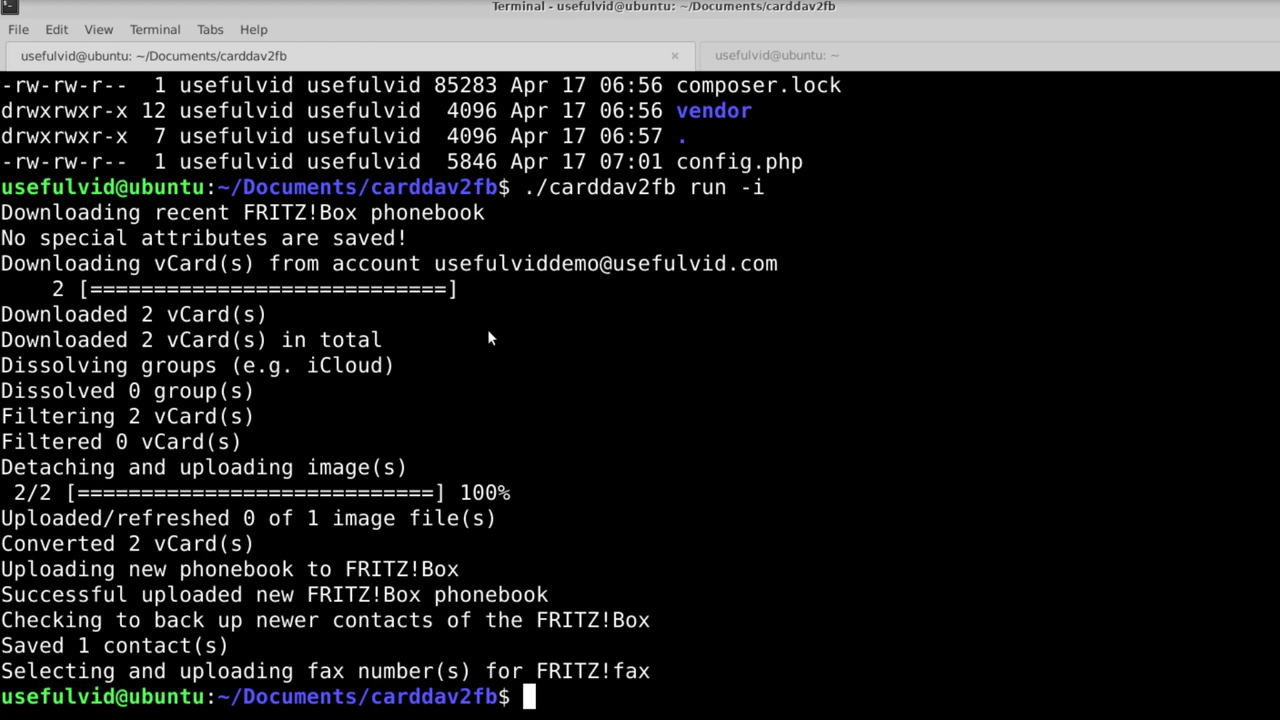 Terminal - usefulvid@ubuntu: ~/Documents/carddav2fb
File Edit View Terminal Tabs Help
usefulvid@ubuntu: ~/Documents/carddav2fb × usefulvid@ubuntu: ~
-rw-rw-r-- 1 usefulvid usefulvid 85283 Apr 17 06:56 composer.lock
drwxrwxr-x 12 usefulvid usefulvid 4096 Apr 17 06:56 vendor
drwxrwxr-x 7 usefulvid usefulvid 4096 Apr 17 06:57 .
-rw-rw-r-- 1 usefulvid usefulvid 5846 Apr 17 07:01 config.php
usefulvid@ubuntu:~/Documents/carddav2fb$ ./carddav2fb run -i
Downloading recent FRITZ!Box phonebook
No special attributes are saved!
Downloading vCard(s) from account usefulviddemo@usefulvid.com
2 [============================]
Downloaded 2 vCard(s)
Downloaded 2 vCard(s) in total
Dissolving groups (e.g. iCloud)
Dissolved 0 group(s)
Filtering 2 vCard(s)
Filtered 0 vCard(s)
Detaching and uploading image(s)
2/2 [============================] 100%
Uploaded/refreshed 0 of 1 image file(s)
Converted 2 vCard(s)
Uploading new phonebook to FRITZ!Box
Successful uploaded new FRITZ!Box phonebook
Checking to back up newer contacts of the FRITZ!Box
Saved 1 contact(s)
Selecting and uploading fax number(s) for FRITZ!fax
usefulvid@ubuntu:~/Documents/carddav2fb$